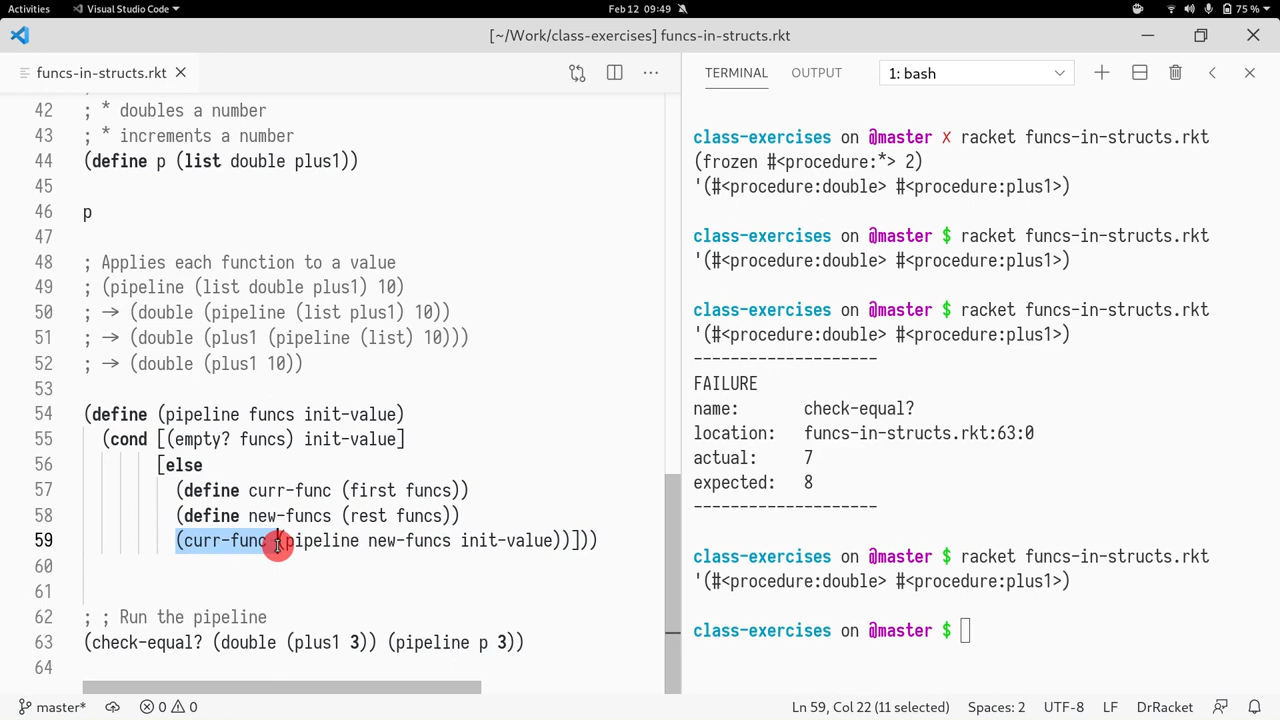 Activities Visual Studio Code Feb 12 09:49 75 %
[~/Work/class-exercises] funcs-in-structs.rkt
funcs-in-structs.rkt
TERMINAL OUTPUT 1: bash
42 ; * doubles a number
43 ; * increments a number
44 (define p (list double plus1))
45
46 p
47
48 ; Applies each function to a value
49 ; (pipeline (list double plus1) 10)
50 ; → (double (pipeline (list plus1) 10))
51 ; → (double (plus1 (pipeline (list) 10)))
52 ; → (double (plus1 10))
53
54 (define (pipeline funcs init-value)
55 (cond [(empty? funcs) init-value]
56 [else
57 (define curr-func (first funcs))
58 (define new-funcs (rest funcs))
59 (curr-func (pipeline new-funcs init-value))]))
60
61
62 ; ; Run the pipeline
63 (check-equal? (double (plus1 3)) (pipeline p 3))
64
class-exercises on @master ✗ racket funcs-in-structs.rkt
(frozen #<procedure:*> 2)
'(#<procedure:double> #<procedure:plus1>)
class-exercises on @master $ racket funcs-in-structs.rkt
'(#<procedure:double> #<procedure:plus1>)
class-exercises on @master $ racket funcs-in-structs.rkt
'(#<procedure:double> #<procedure:plus1>)
--------------------
FAILURE
name: check-equal?
location: funcs-in-structs.rkt:63:0
actual: 7
expected: 8
--------------------
class-exercises on @master $ racket funcs-in-structs.rkt
'(#<procedure:double> #<procedure:plus1>)
class-exercises on @master $
master* 0 0 Ln 59, Col 22 (11 selected) Spaces: 2 UTF-8 LF DrRacket